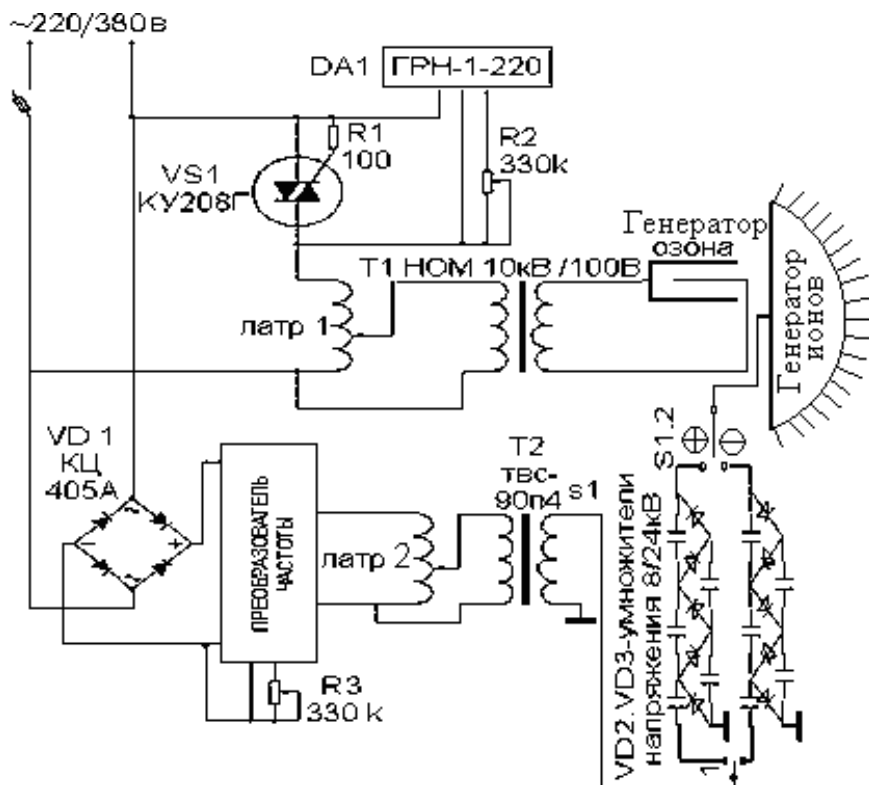 ~220/380в
DA1 ГРН-1-220
R1
100
R2
330k
VS1
КУ208Г
Генератор
озона
T1 НОМ 10кВ/100В
латр 1
Генератор
ионов
VD 1
КЦ
405А
ПРЕОБРАЗОВАТЕЛЬ
ЧАСТОТЫ
латр 2
T2
твс-
90п4
s1
S1.2
+ −
VD2.VD3-умножители
напряжения 8/24кВ
R3
330 k
1
~
− +
~